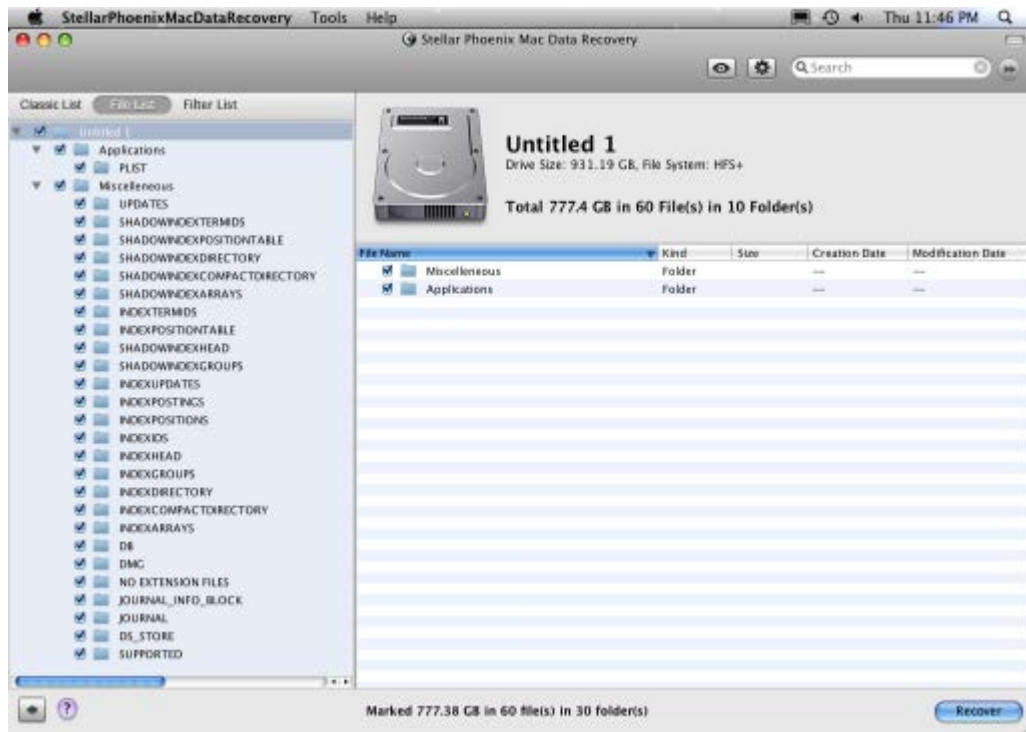 StellarPhoenixMacDataRecovery Tools Help Thu 11:46 PM
Stellar Phoenix Mac Data Recovery
Search
Classic List File List Filter List
Untitled 1
Applications
PLIST
Miscelleneous
UPDATES
SHADOWINDEXTERMIDS
SHADOWINDEXPOSITIONTABLE
SHADOWINDEXDIRECTORY
SHADOWINDEXCOMPACTDIRECTORY
SHADOWINDEXARRAYS
INDEXTERMIDS
INDEXPOSITIONTABLE
SHADOWINDEXHEAD
SHADOWINDEXGROUPS
INDEXUPDATES
INDEXPOSTINGS
INDEXPOSITIONS
INDEXIDS
INDEXHEAD
INDEXGROUPS
INDEXDIRECTORY
INDEXCOMPACTDIRECTORY
INDEXARRAYS
DB
DMG
NO EXTENSION FILES
JOURNAL_INFO_BLOCK
JOURNAL
DS_STORE
SUPPORTED
Untitled 1
Drive Size: 931.19 GB, File System: HFS+
Total 777.4 GB in 60 File(s) in 10 Folder(s)
File Name Kind Size Creation Date Modification Date
Miscelleneous Folder --- ---
Applications Folder --- ---
? Marked 777.38 GB in 60 file(s) in 30 folder(s) Recover